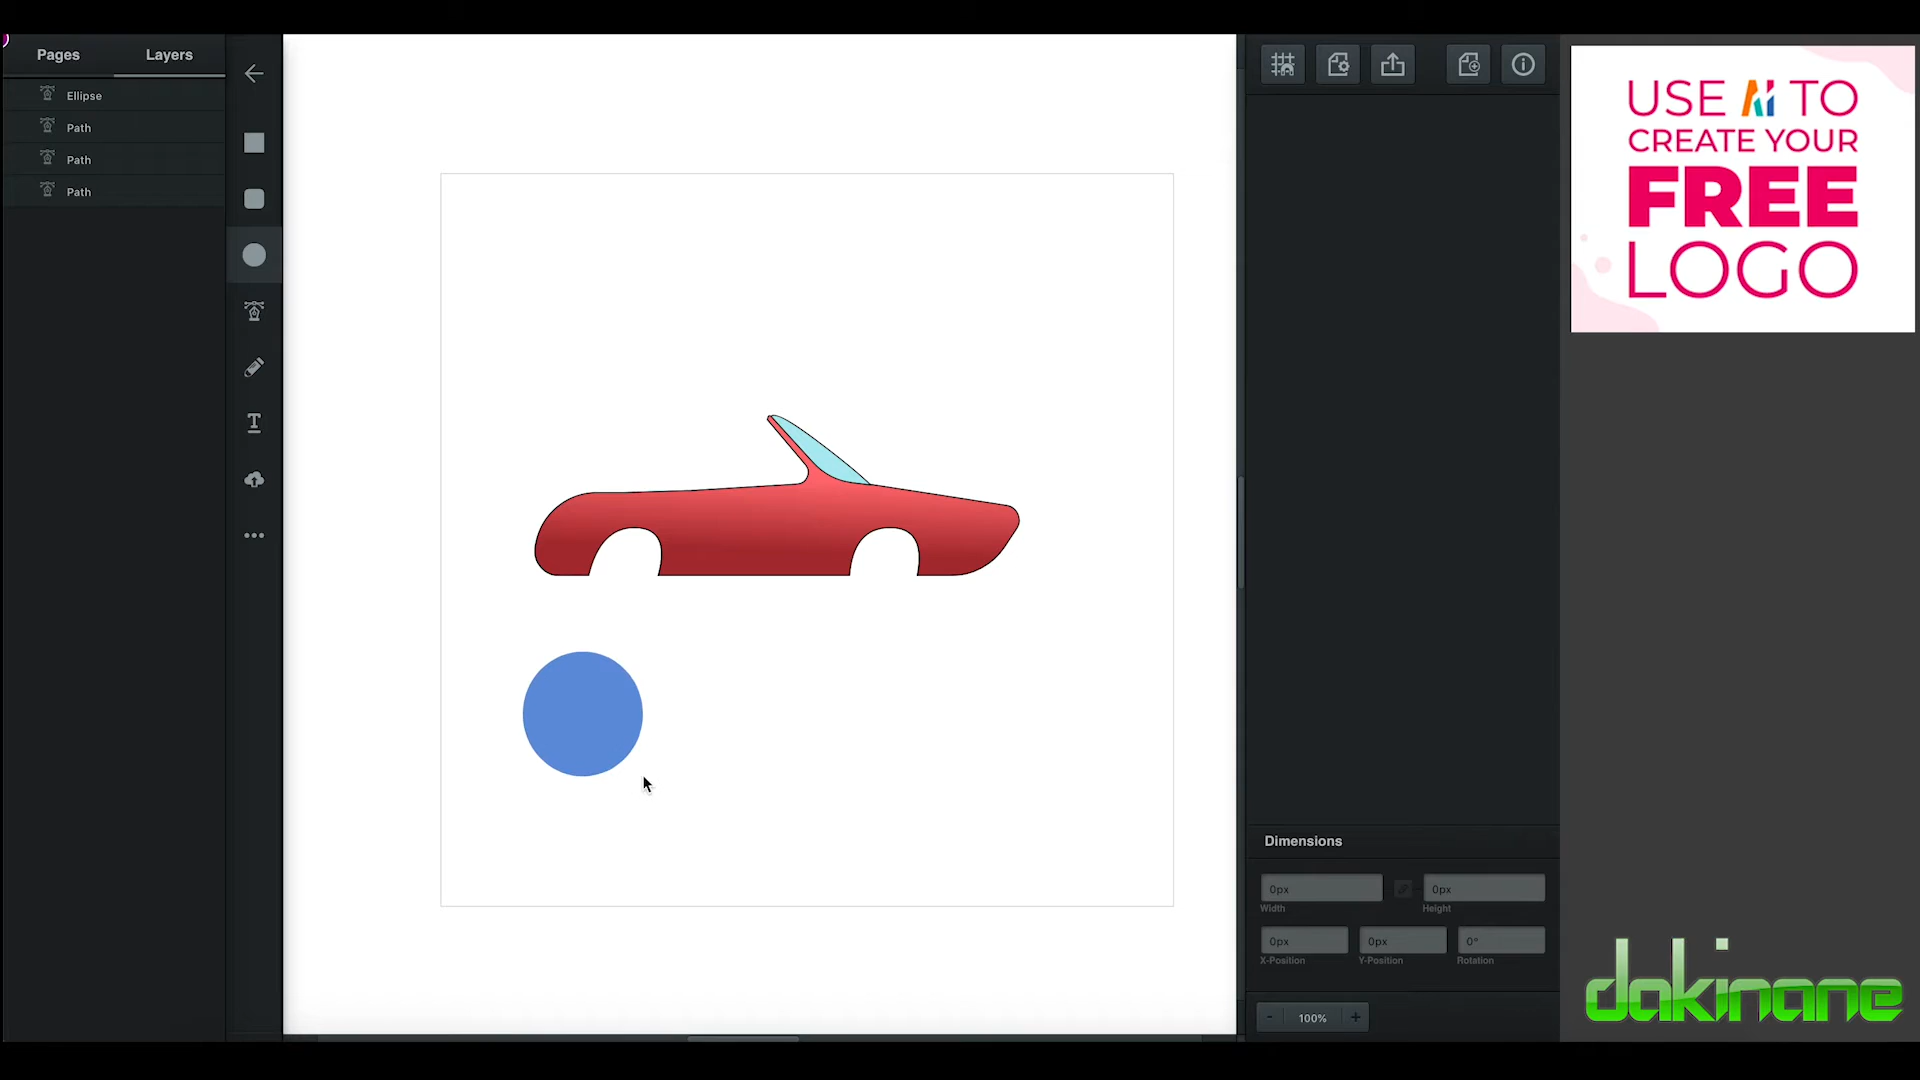 Pages
Layers
Ellipse
Path
Path
Path
USE AI TO
CREATE YOUR
FREE
LOGO
Dimensions
0px
0px
Width
Height
0px
0px
0°
X-Position
Y-Position
Rotation
-
100%
+
dakinane